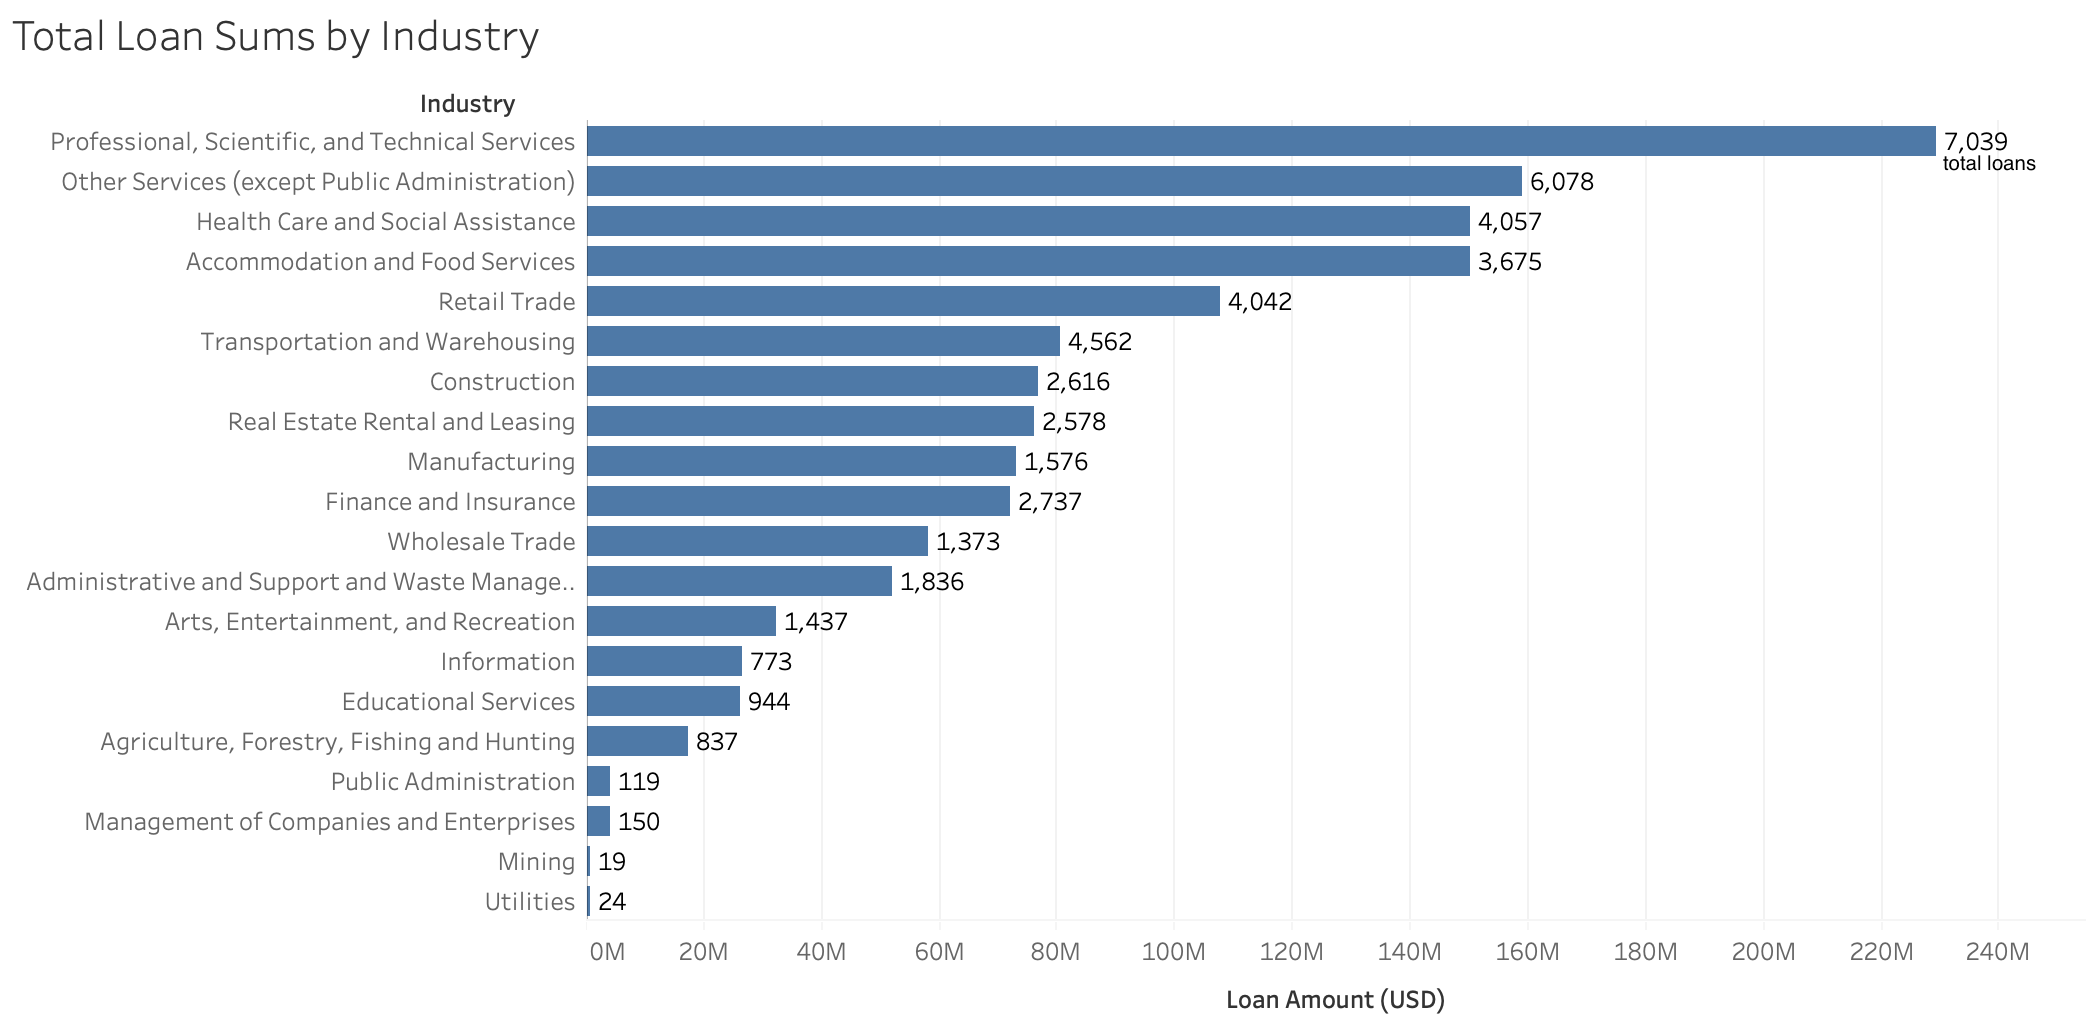 Total Loan Sums by Industry
Industry
Professional, Scientific, and Technical Services 7,039
total loans
Other Services (except Public Administration) 6,078
Health Care and Social Assistance 4,057
Accommodation and Food Services 3,675
Retail Trade 4,042
Transportation and Warehousing 4,562
Construction 2,616
Real Estate Rental and Leasing 2,578
Manufacturing 1,576
Finance and Insurance 2,737
Wholesale Trade 1,373
Administrative and Support and Waste Manage.. 1,836
Arts, Entertainment, and Recreation 1,437
Information 773
Educational Services 944
Agriculture, Forestry, Fishing and Hunting 837
Public Administration 119
Management of Companies and Enterprises 150
Mining 19
Utilities 24
0M 20M 40M 60M 80M 100M 120M 140M 160M 180M 200M 220M 240M
Loan Amount (USD)